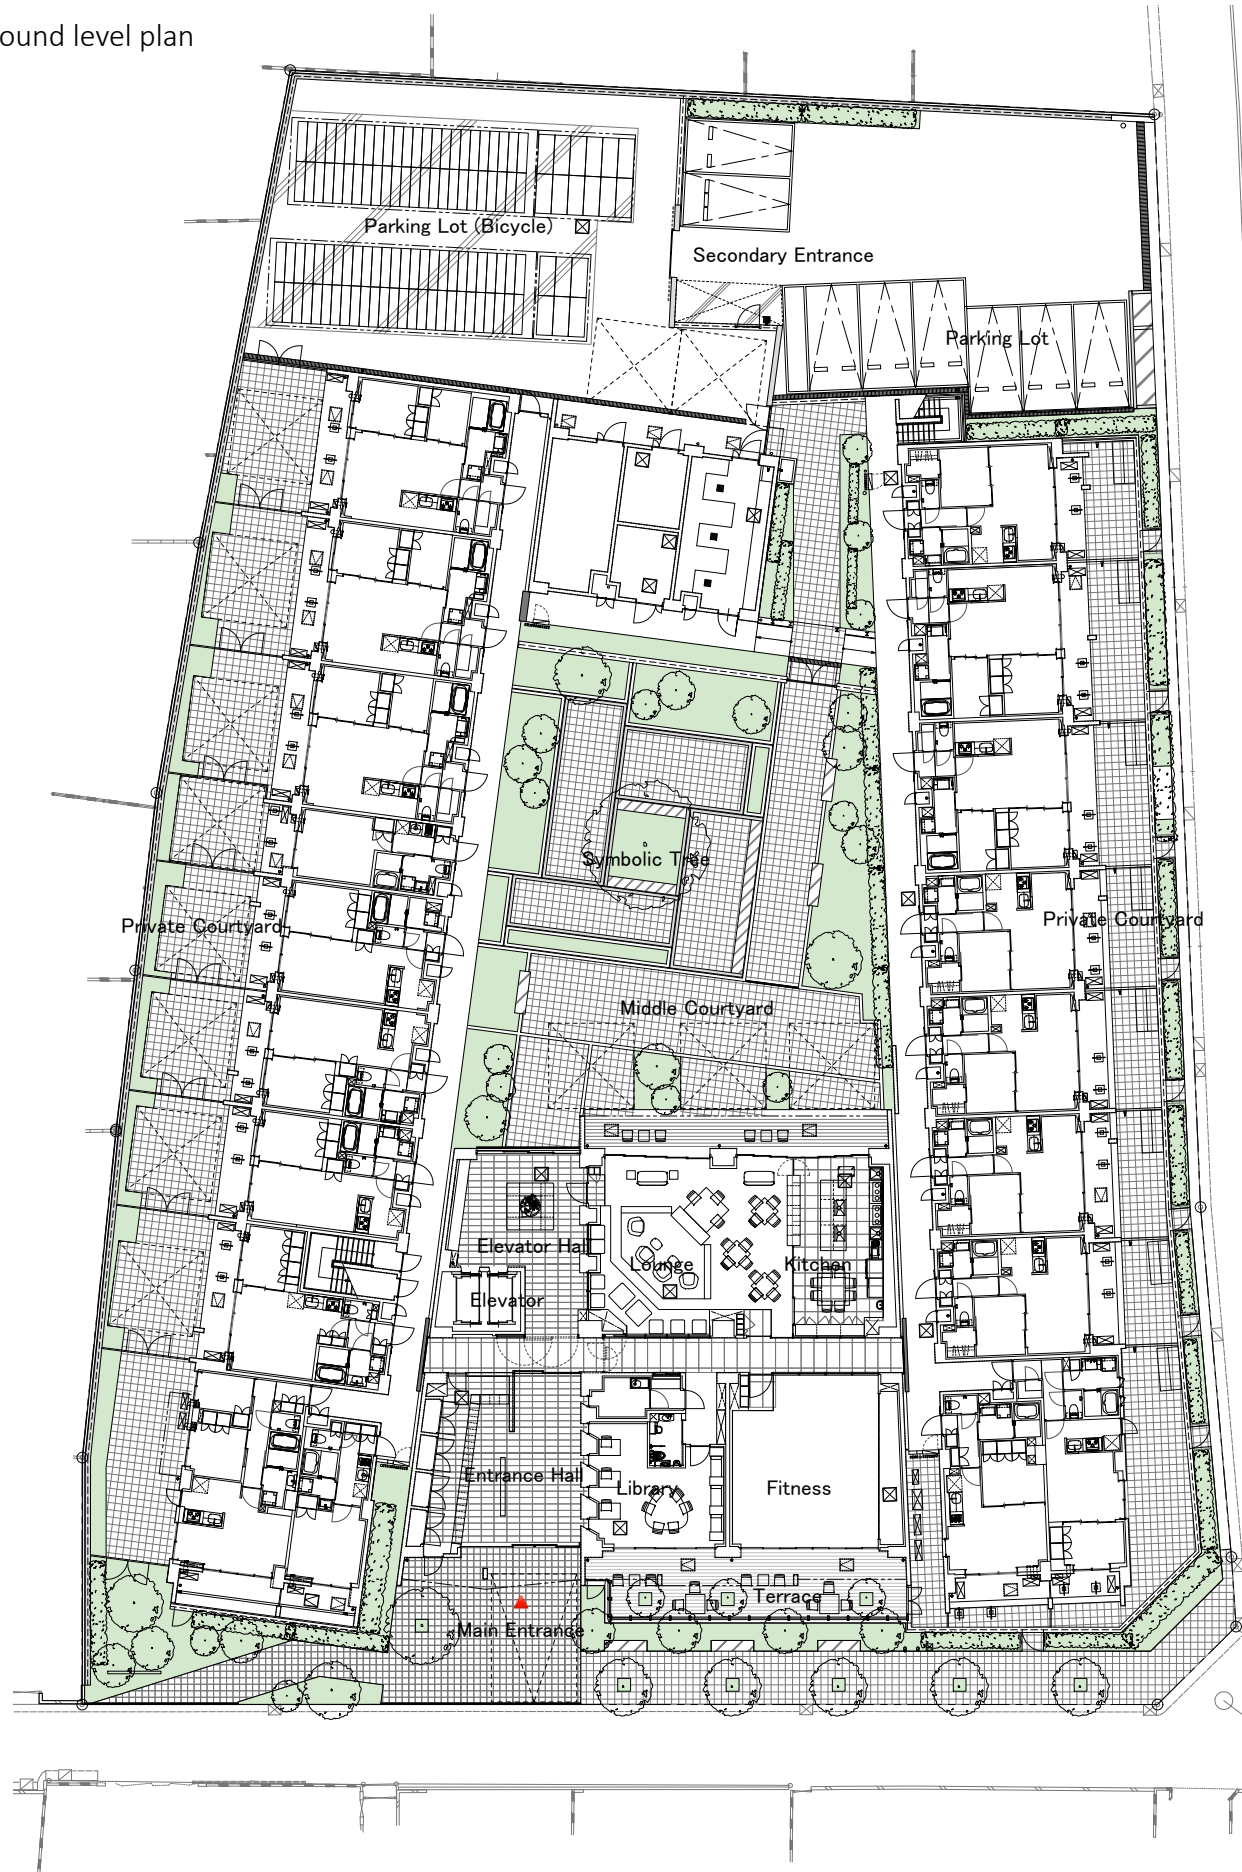 ound level plan
Parking Lot (Bicycle)
Secondary Entrance
Parking Lot
Symbolic Tree
Private Courtyard
Private Courtyard
Middle Courtyard
Elevator Hall
Lounge
Kitchen
Elevator
Entrance Hall
Library
Fitness
Terrace
Main Entrance